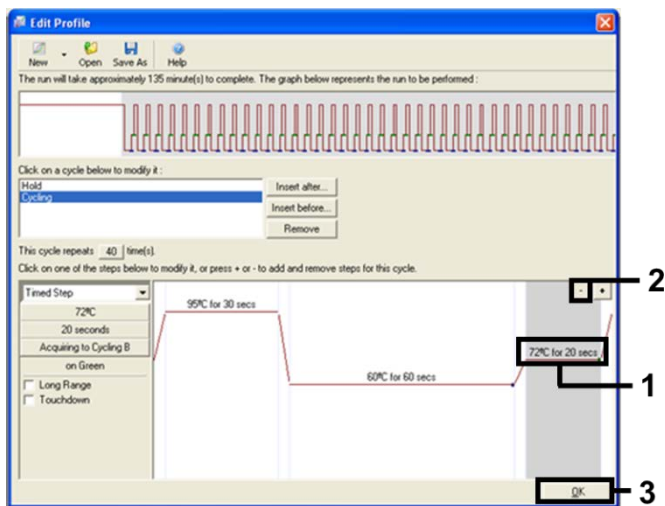 Edit Profile
New Open Save As Help
The run will take approximately 135 minute(s) to complete. The graph below represents the run to be performed :
Click on a cycle below to modify it :
Hold
Cycling
Insert after...
Insert before...
Remove
This cycle repeats 40 time(s).
Click on one of the steps below to modify it, or press + or - to add and remove steps for this cycle.
Timed Step
- +
2
72ºC
20 seconds
Acquiring to Cycling B
on Green
Long Range
Touchdown
95ºC for 30 secs
60ºC for 60 secs
72ºC for 20 secs
1
OK
3